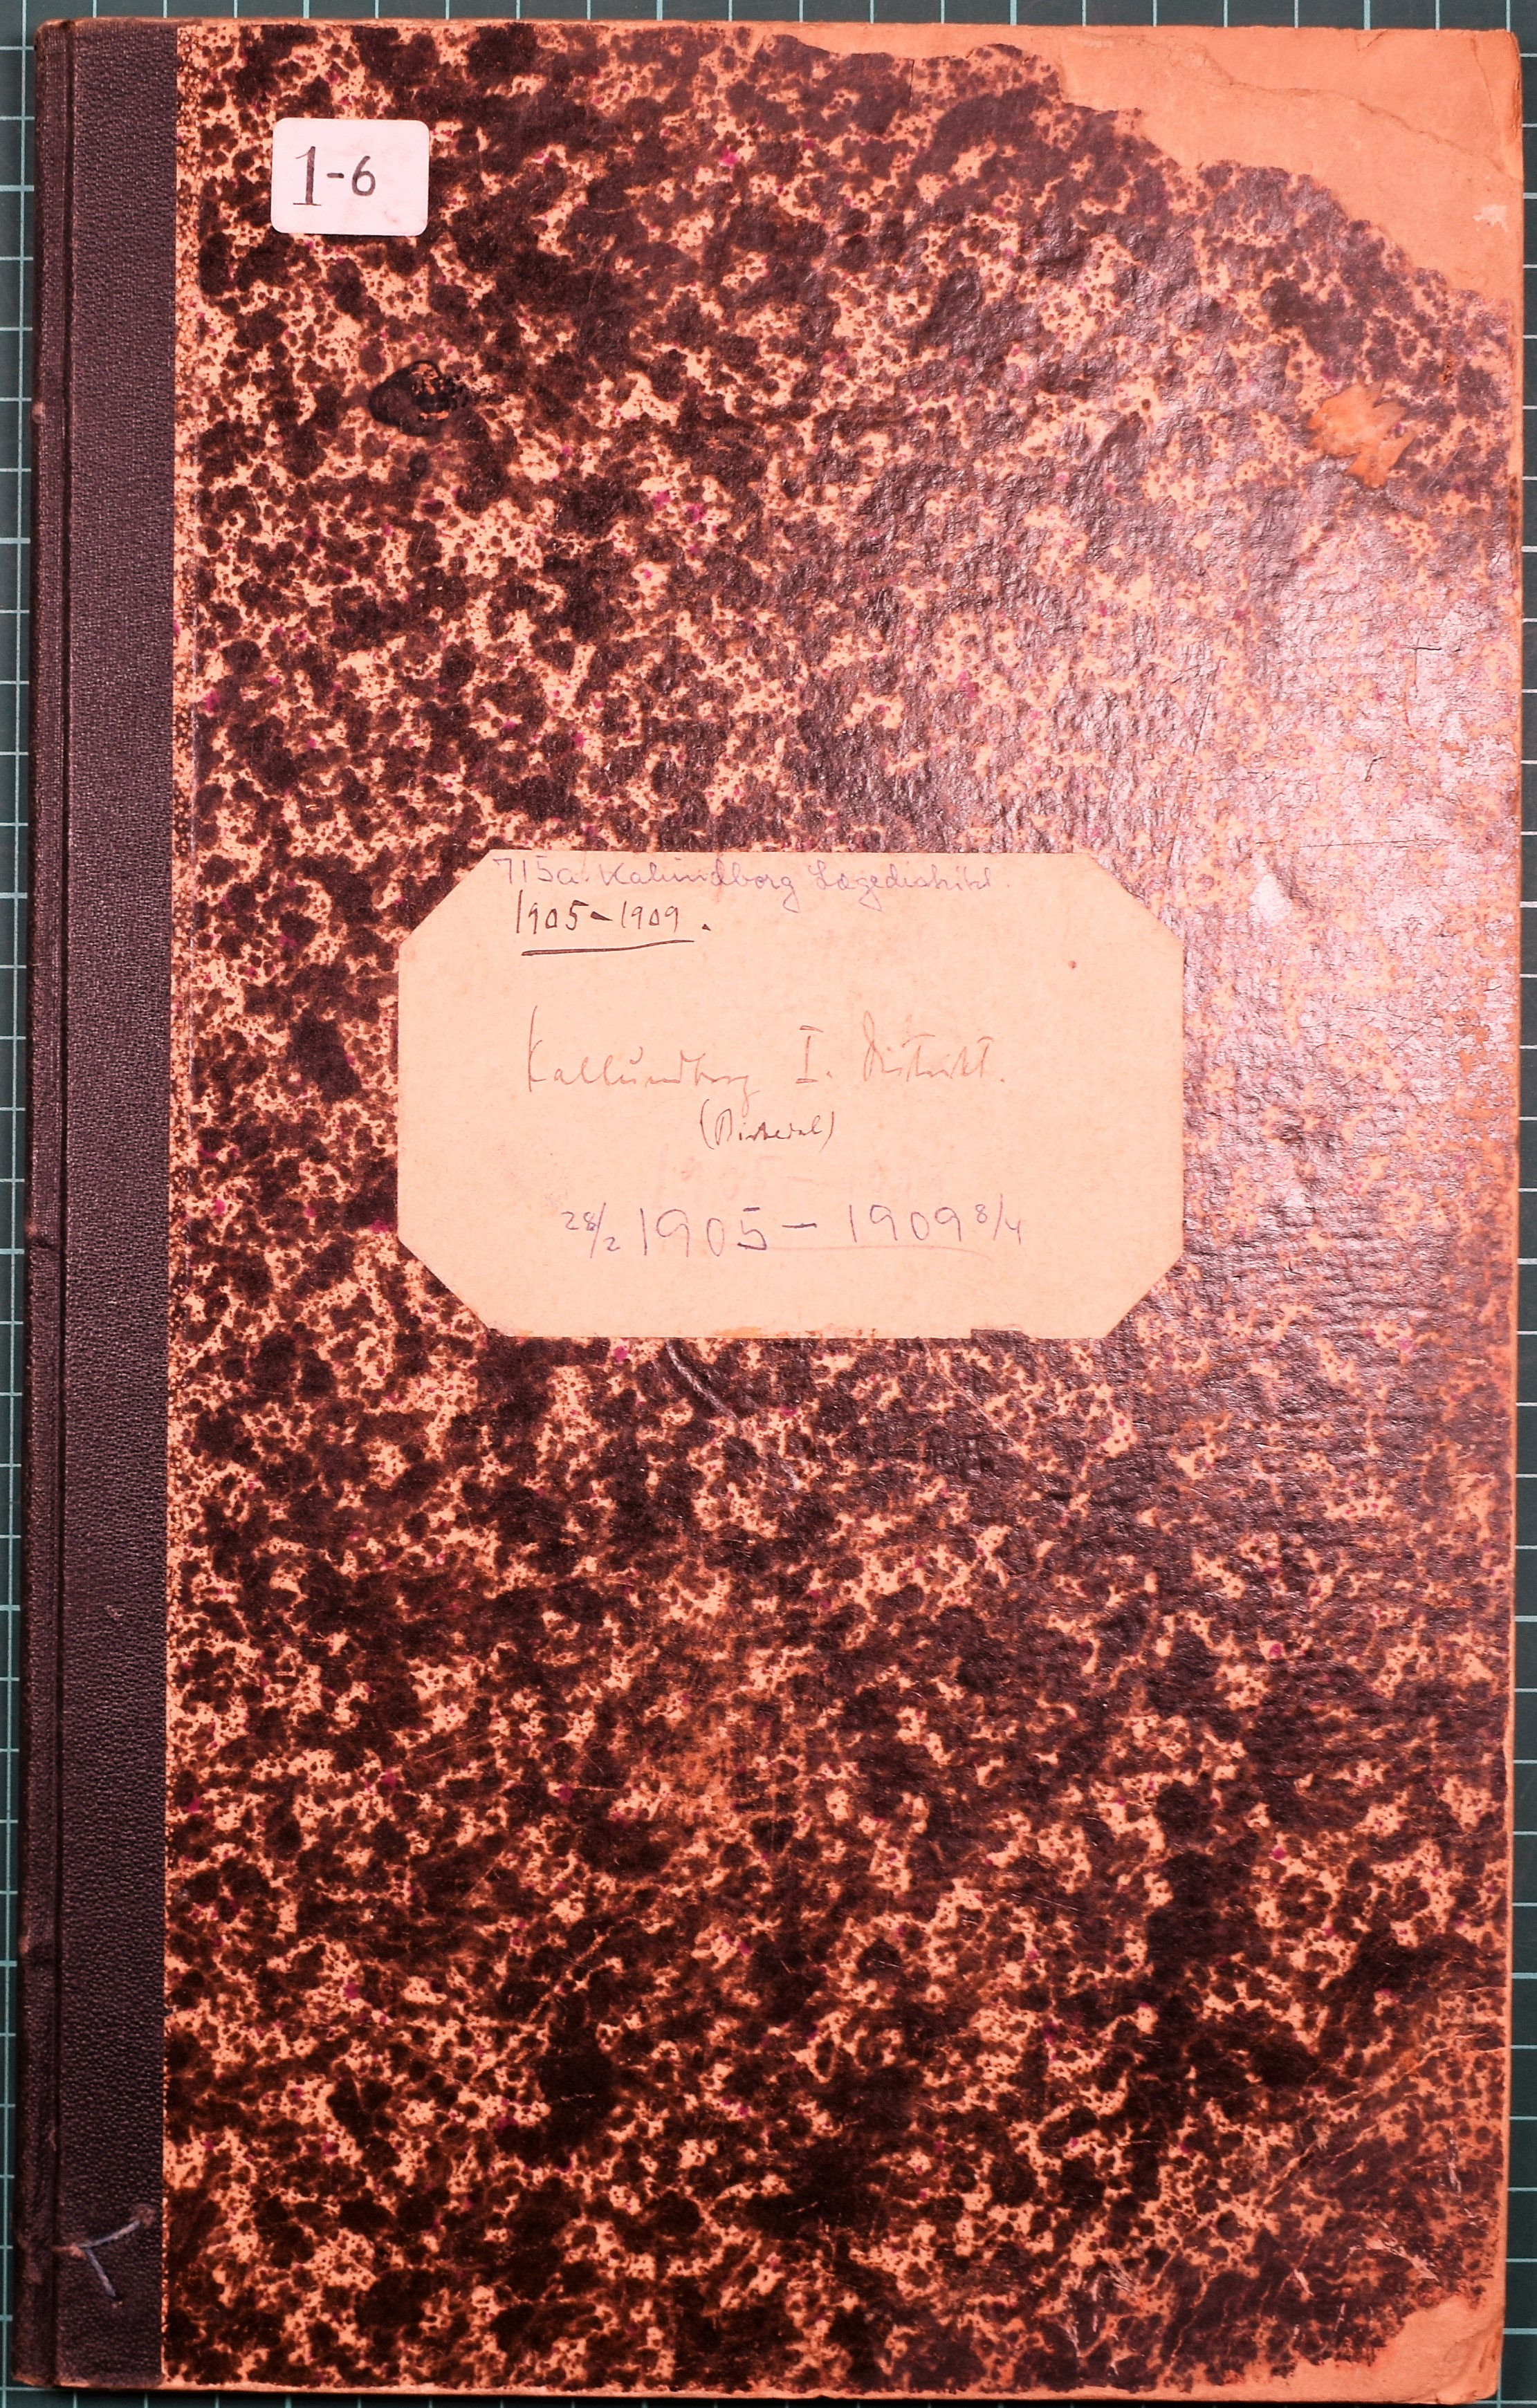 1-6
715a. Kalundborg Lægedistrikt.
1905-1909.
Kallundborg I. Distrikt.
28/2 1905 - 1909 8/4